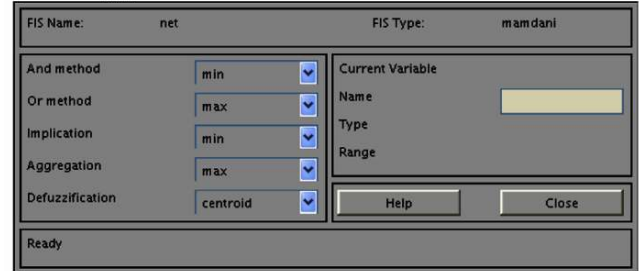 FIS Name: net FIS Type: mamdani
And method min
Or method max
Implication min
Aggregation max
Defuzzification centroid
Current Variable
Name
Type
Range
Help Close
Ready